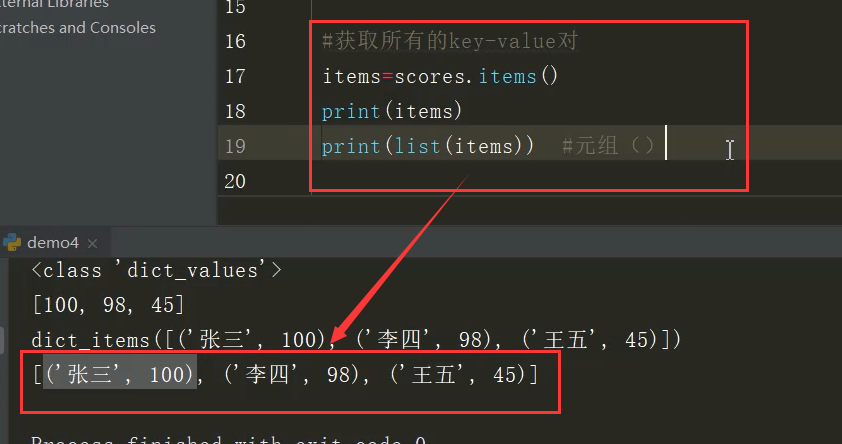 ternal Libraries
cratches and Consoles
15
16 #获取所有的key-value对
17 items=scores.items()
18 print(items)
19 print(list(items)) #元组（）
20
demo4
<class 'dict_values'>
[100, 98, 45]
dict_items([('张三', 100), ('李四', 98), ('王五', 45)])
[('张三', 100), ('李四', 98), ('王五', 45)]
Process finished with exit code 0